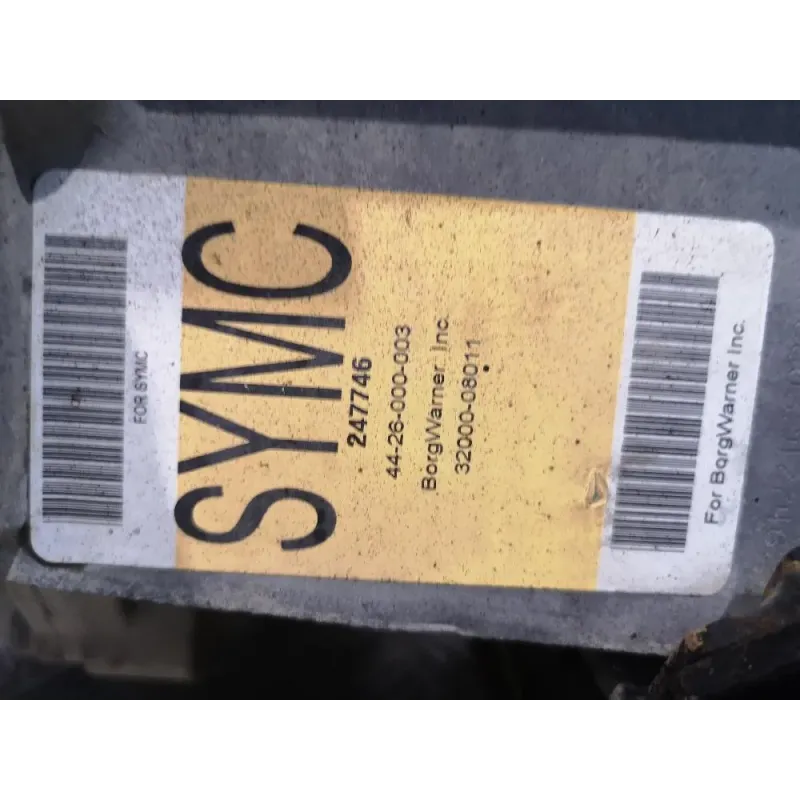 FOR SYMC
SYMC
247746
44-26-000-003
BorgWarner Inc.
32000-08011
For BorgWarner Inc.